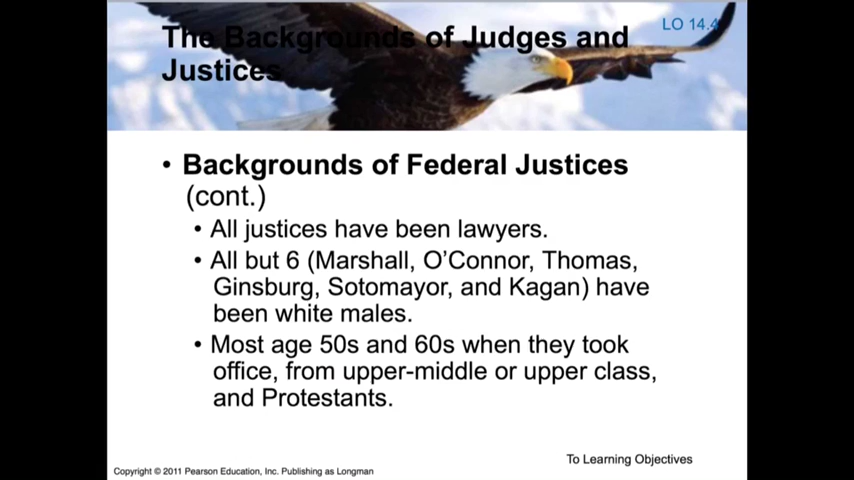 LO 14.4
The Backgrounds of Judges and
Justices
• Backgrounds of Federal Justices
(cont.)
• All justices have been lawyers.
• All but 6 (Marshall, O’Connor, Thomas,
Ginsburg, Sotomayor, and Kagan) have
been white males.
• Most age 50s and 60s when they took
office, from upper-middle or upper class,
and Protestants.
To Learning Objectives
Copyright © 2011 Pearson Education, Inc. Publishing as Longman